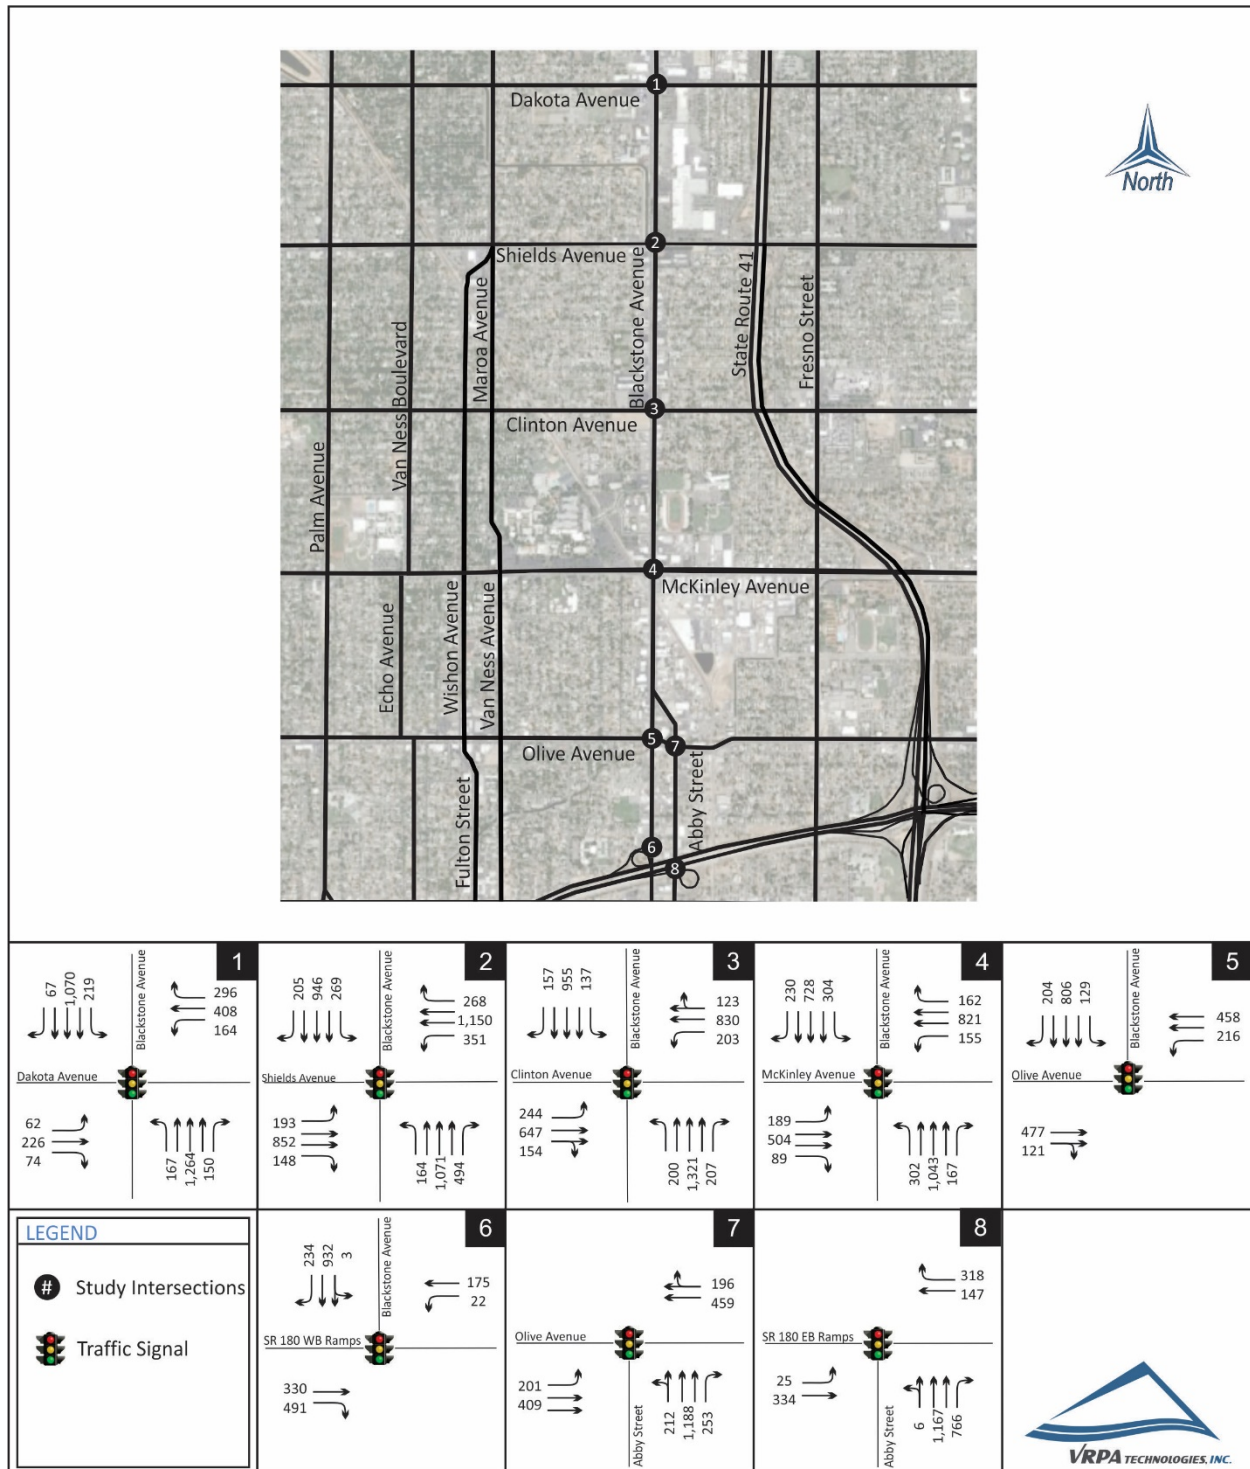 1
Dakota Avenue
North
2
Shields Avenue
Blackstone Avenue
State Route 41
Fresno Street
Maroa Avenue
Van Ness Boulevard
3
Clinton Avenue
Palm Avenue
4
McKinley Avenue
Echo Avenue
Wishon Avenue
Van Ness Avenue
5
7
Olive Avenue
Abby Street
Fulton Street
6
8
1
Blackstone Avenue
67
1,070
219
296
408
164
Dakota Avenue
62
226
74
167
1,264
150
2
Blackstone Avenue
205
946
269
268
1,150
351
Shields Avenue
193
852
148
164
1,071
494
3
Blackstone Avenue
157
955
137
123
830
203
Clinton Avenue
244
647
154
200
1,321
207
4
Blackstone Avenue
230
728
304
162
821
155
McKinley Avenue
189
504
89
302
1,043
167
5
Blackstone Avenue
204
806
129
458
216
Olive Avenue
477
121
LEGEND
# Study Intersections
Traffic Signal
6
Blackstone Avenue
234
932
3
175
22
SR 180 WB Ramps
330
491
7
196
459
Olive Avenue
201
409
Abby Street
212
1,188
253
8
318
147
SR 180 EB Ramps
25
334
Abby Street
6
1,167
766
VRPA TECHNOLOGIES, INC.